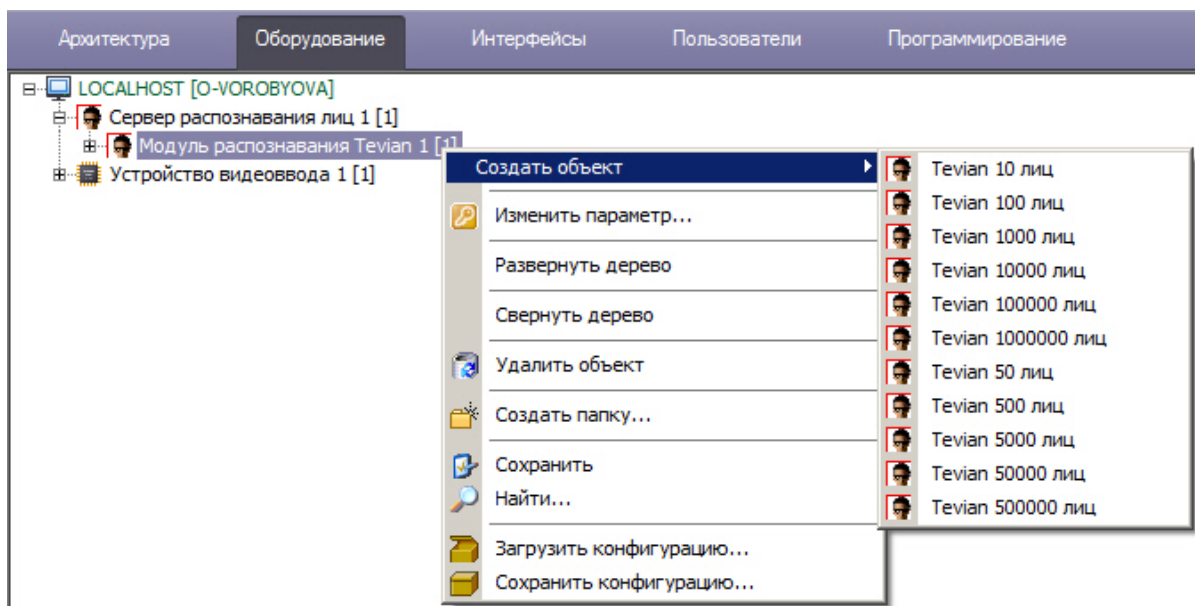 Архитектура Оборудование Интерфейсы Пользователи Программирование
LOCALHOST [O-VOROBYOVA]
Сервер распознавания лиц 1 [1]
Модуль распознавания Tevian 1 [1]
Устройство видеоввода 1 [1]
Создать объект
Изменить параметр...
Развернуть дерево
Свернуть дерево
Удалить объект
Создать папку...
Сохранить
Найти...
Загрузить конфигурацию...
Сохранить конфигурацию...
Tevian 10 лиц
Tevian 100 лиц
Tevian 1000 лиц
Tevian 10000 лиц
Tevian 100000 лиц
Tevian 1000000 лиц
Tevian 50 лиц
Tevian 500 лиц
Tevian 5000 лиц
Tevian 50000 лиц
Tevian 500000 лиц